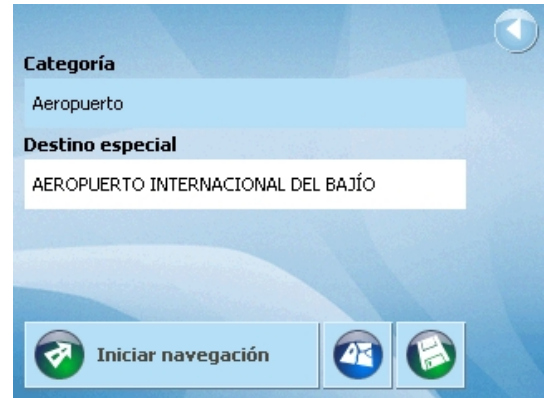 Categoría
Aeropuerto
Destino especial
AEROPUERTO INTERNACIONAL DEL BAJÍO
Iniciar navegación